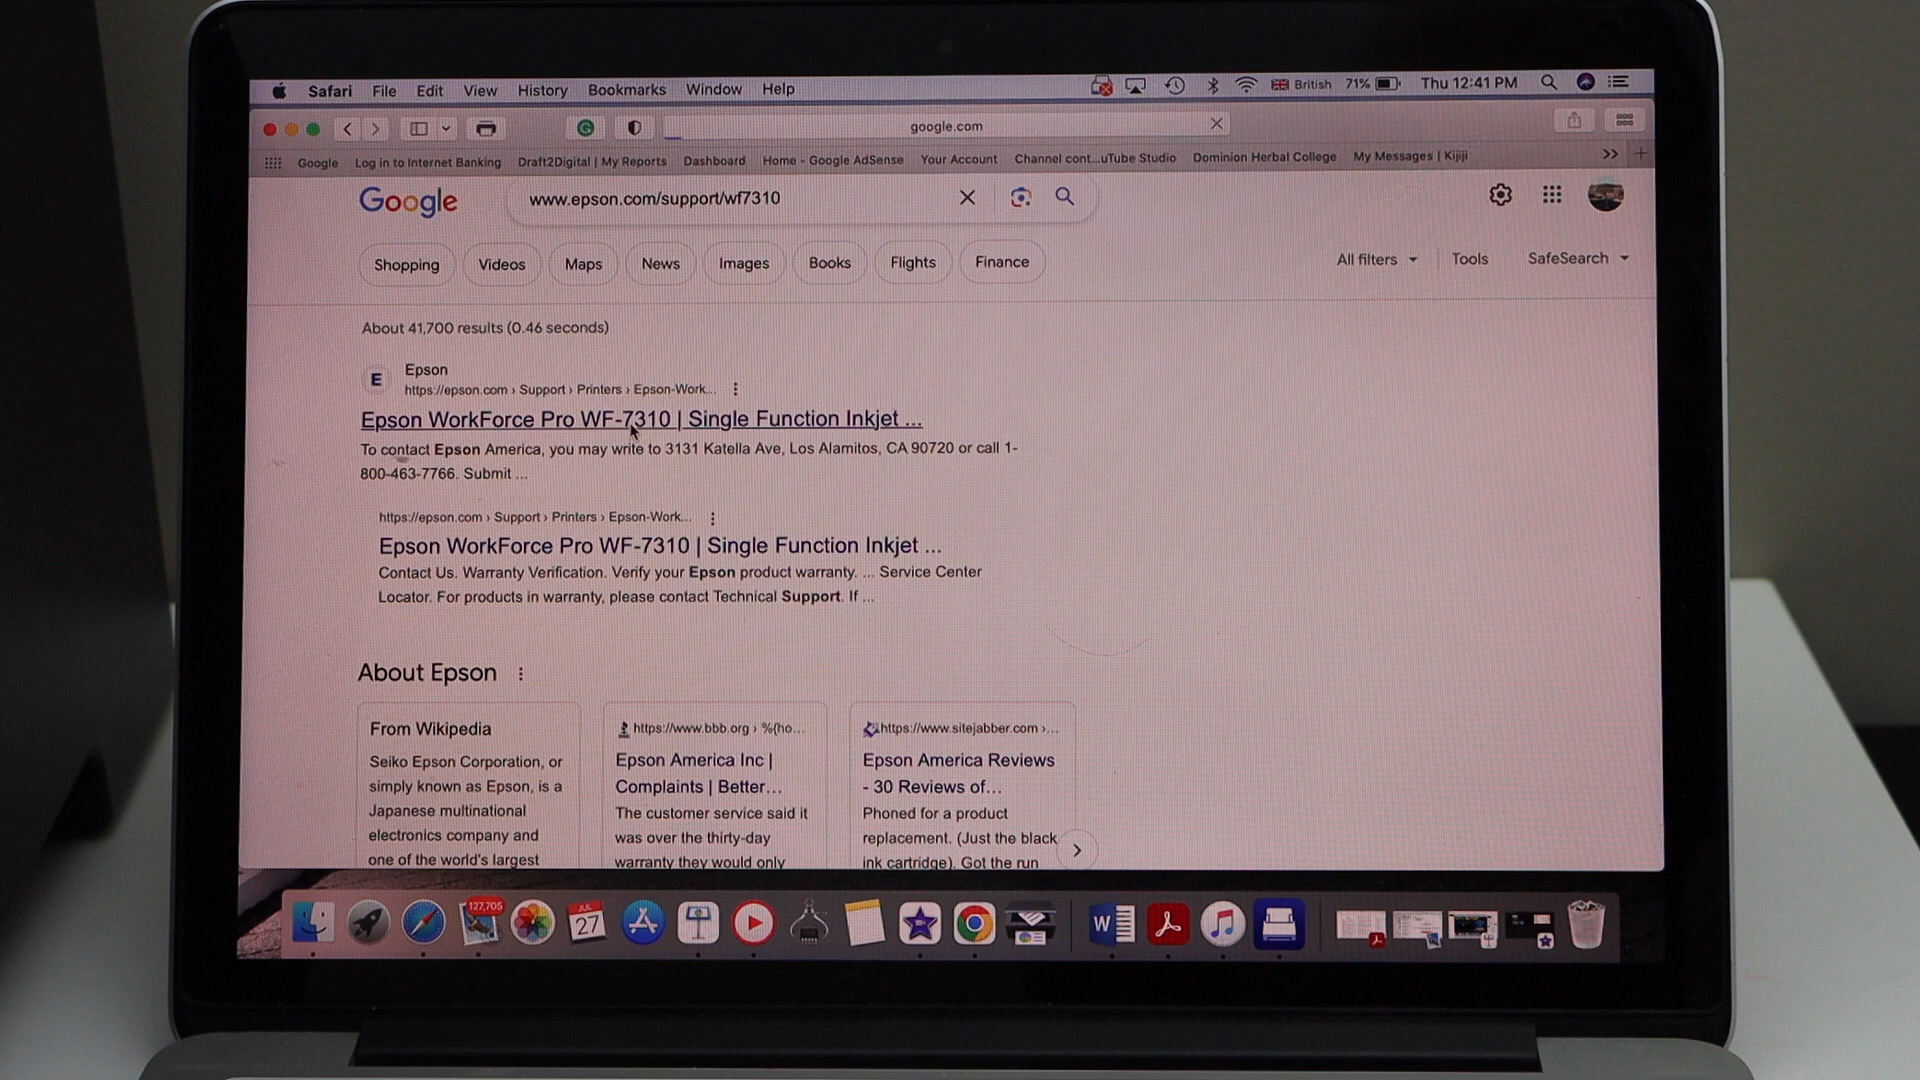 Safari File Edit View History Bookmarks Window Help British 71% Thu 12:41 PM
google.com
Google Log in to Internet Banking Draft2Digital | My Reports Dashboard Home - Google AdSense Your Account Channel cont...uTube Studio Dominion Herbal College My Messages | Kijiji >>
Google www.epson.com/support/wf7310
Shopping Videos Maps News Images Books Flights Finance All filters Tools SafeSearch
About 41,700 results (0.46 seconds)
E Epson
https://epson.com › Support › Printers › Epson-Work...
Epson WorkForce Pro WF-7310 | Single Function Inkjet ...
To contact Epson America, you may write to 3131 Katella Ave, Los Alamitos, CA 90720 or call 1-
800-463-7766. Submit ...
https://epson.com › Support › Printers › Epson-Work...
Epson WorkForce Pro WF-7310 | Single Function Inkjet ...
Contact Us. Warranty Verification. Verify your Epson product warranty. ... Service Center
Locator. For products in warranty, please contact Technical Support. If ...
About Epson
From Wikipedia
Seiko Epson Corporation, or
simply known as Epson, is a
Japanese multinational
electronics company and
one of the world's largest
https://www.bbb.org › %{ho...
Epson America Inc |
Complaints | Better...
The customer service said it
was over the thirty-day
warranty they would only
https://www.sitejabber.com ›...
Epson America Reviews
- 30 Reviews of...
Phoned for a product
replacement. (Just the black
ink cartridge). Got the run
127,705
JUL
27
W